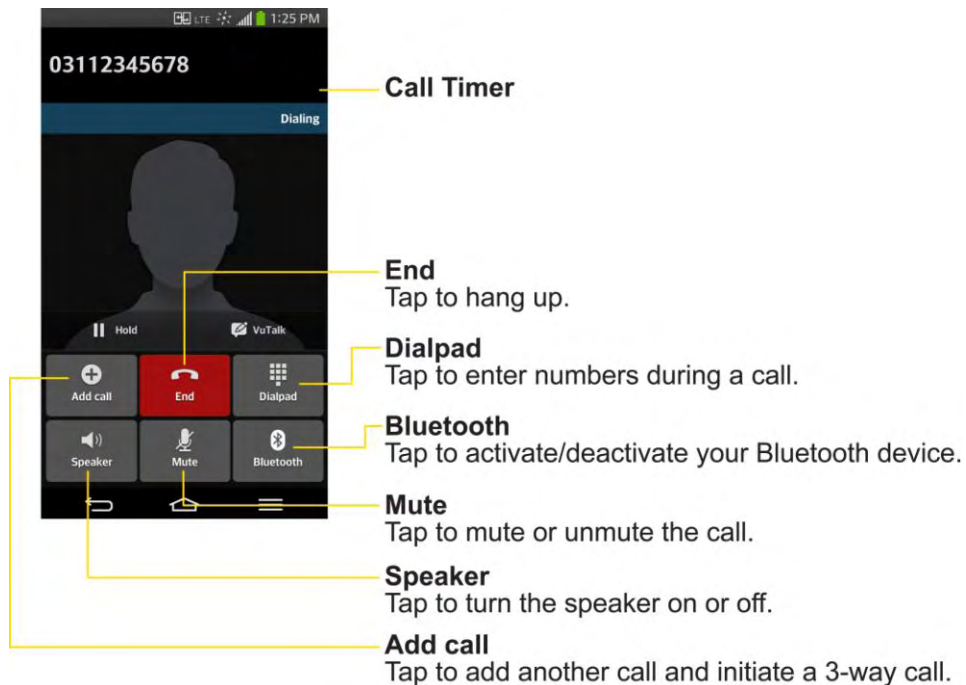 LTE 1:25 PM
03112345678
Call Timer
Dialing
End
Tap to hang up.
Hold VuTalk
Dialpad
Tap to enter numbers during a call.
Add call End Dialpad
Bluetooth
Tap to activate/deactivate your Bluetooth device.
Speaker Mute Bluetooth
Mute
Tap to mute or unmute the call.
Speaker
Tap to turn the speaker on or off.
Add call
Tap to add another call and initiate a 3-way call.